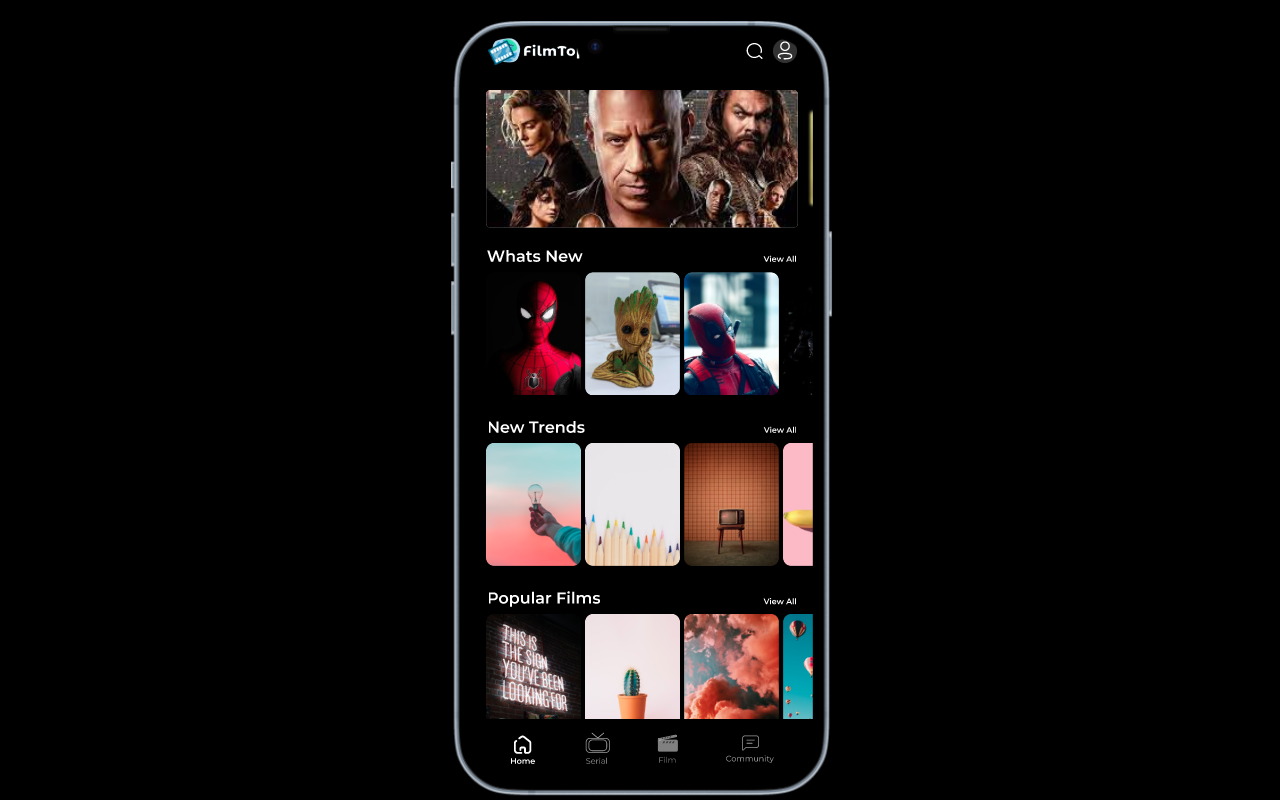 FilmTo
Whats New
View All
New Trends
View All
Popular Films
View All
THIS IS
THE SIGN
YOU'VE BEEN
LOOKING FOR
Home
Serial
Film
Community